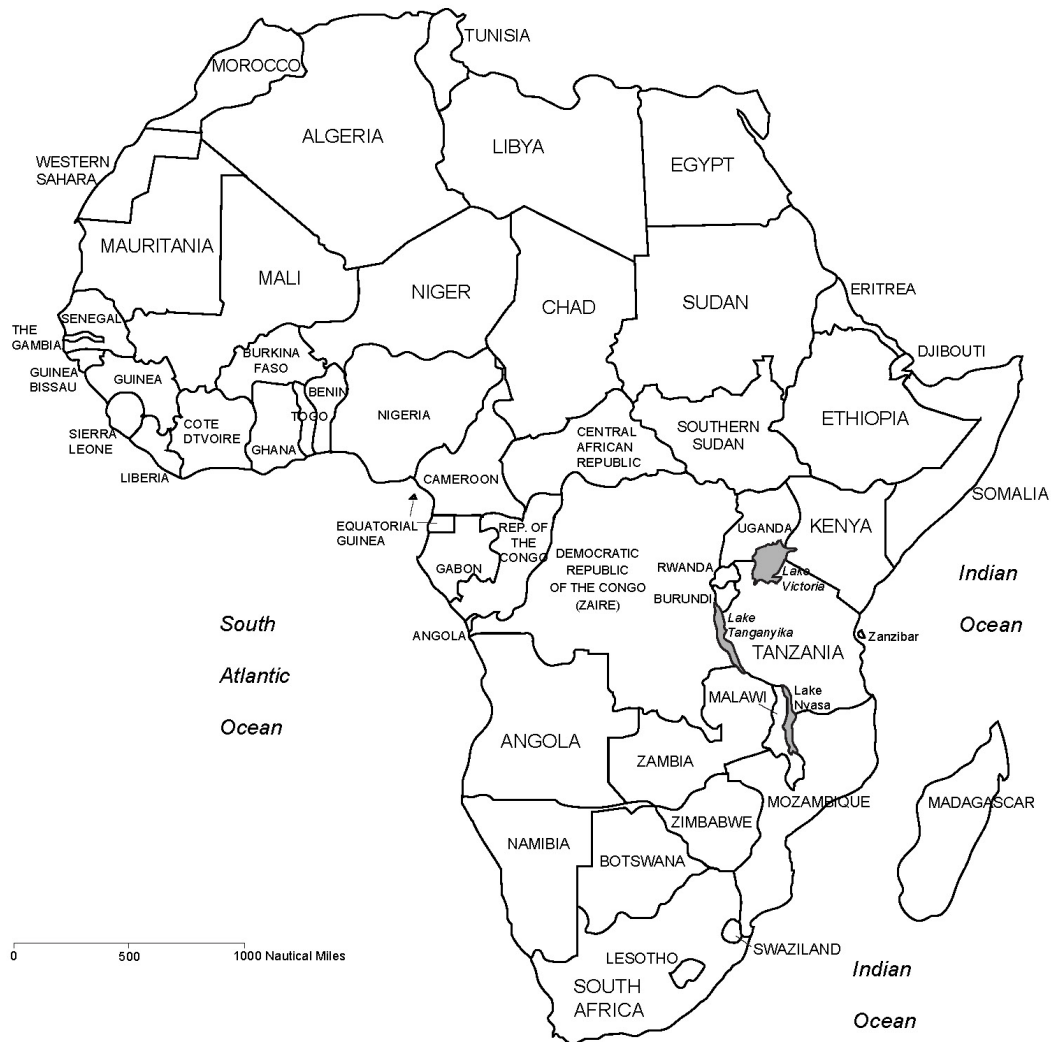 TUNISIA
MOROCCO
ALGERIA
LIBYA
EGYPT
WESTERN
SAHARA
MAURITANIA
MALI
NIGER
CHAD
SUDAN
ERITREA
SENEGAL
THE
GAMBIA
DJIBOUTI
GUINEA
BISSAU
GUINEA
BURKINA
FASO
BENIN
NIGERIA
ETHIOPIA
TOGO
COTE
DTVOIRE
GHANA
SIERRA
LEONE
LIBERIA
CENTRAL
AFRICAN
REPUBLIC
SOUTHERN
SUDAN
CAMEROON
SOMALIA
EQUATORIAL
GUINEA
REP. OF
THE
CONGO
UGANDA
KENYA
GABON
DEMOCRATIC
REPUBLIC
OF THE CONGO
(ZAIRE)
RWANDA
BURUNDI
Lake
Victoria
Indian
Ocean
Lake
Tanganyika
TANZANIA
Zanzibar
ANGOLA
South
Atlantic
Ocean
MALAWI
Lake
Nyasa
ANGOLA
ZAMBIA
MOZAMBIQUE
MADAGASCAR
NAMIBIA
ZIMBABWE
BOTSWANA
0 500 1000 Nautical Miles
LESOTHO
SWAZILAND
SOUTH
AFRICA
Indian
Ocean